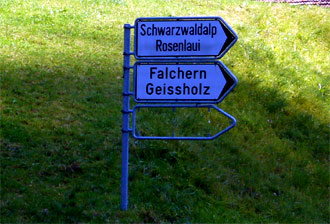 Schwarzwaldalp
Rosenlaui
Falchern
Geissholz